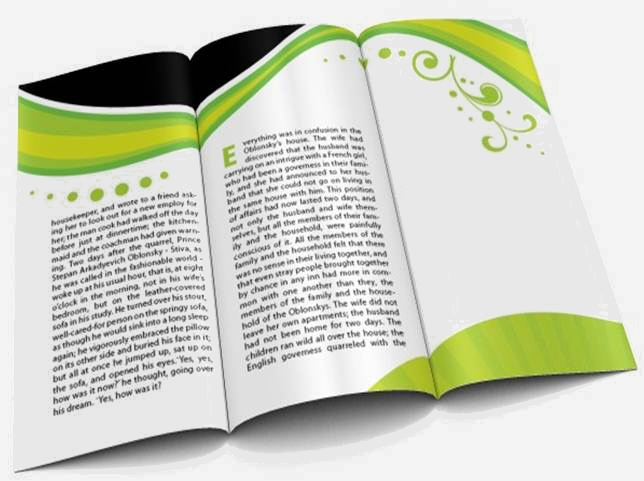 housekeeper, and wrote to a friend ask-
ing her to look out for a new employ for
her; the man cook had walked off the day
before just at dinnertime; the kitchen-
maid and the coachman had given warn-
ing. Two days after the quarrel, Prince
Stepan Arkadyevich Oblonsky - Stiva, as
he was called in the fashionable world -
woke up at his usual hour, that is, at eight
o'clock in the morning, not in his wife's
bedroom, but on the leather-covered
sofa in his study. He turned over his stout,
well-cared-for person on the springy sofa,
as though he would sink into a long sleep
again; he vigorously embraced the pillow
on its other side and buried his face in it;
but all at once he jumped up, sat up on
the sofa, and opened his eyes.'Yes, yes,
how was it now?' he thought, going over
his dream. 'Yes, how was it?
Everything was in confusion in the
Oblonsky's house. The wife had
discovered that the husband was
carrying on an intrigue with a French girl,
who had been a governess in their fami-
ly, and she had announced to her hus-
band that she could not go on living in
the same house with him. This position
of affairs had now lasted two days, and
not only the husband and wife them-
selves, but all the members of their fam-
ily and the household, were painfully
conscious of it. All the members of the
family and the household felt that there
was no sense in their living together, and
that even stray people brought together
by chance in any inn had more in com-
mon with one another than they, the
members of the family and the house-
hold of the Oblonskys. The wife did not
leave her own apartments; the husband
had not been home for two days. The
children ran wild all over the house; the
English governess quarreled with the